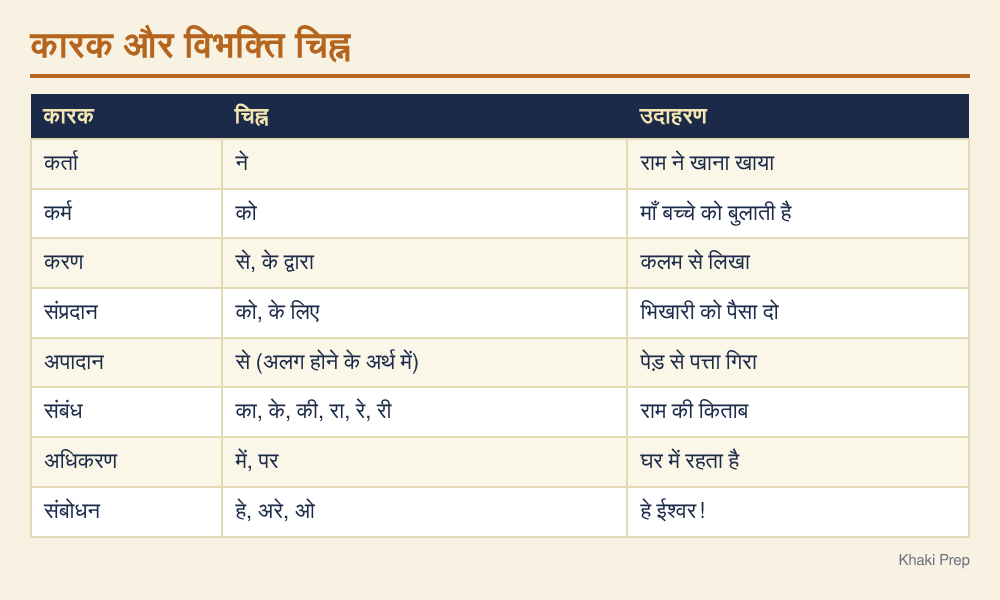 कारक और विभक्ति चिह्न
कारक चिह्न उदाहरण
कर्ता ने राम ने खाना खाया
कर्म को माँ बच्चे को बुलाती है
करण से, के द्वारा कलम से लिखा
संप्रदान को, के लिए भिखारी को पैसा दो
अपादान से (अलग होने के अर्थ में) पेड़ से पत्ता गिरा
संबंध का, के, की, रा, रे, री राम की किताब
अधिकरण में, पर घर में रहता है
संबोधन हे, अरे, ओ हे ईश्वर!
Khaki Prep